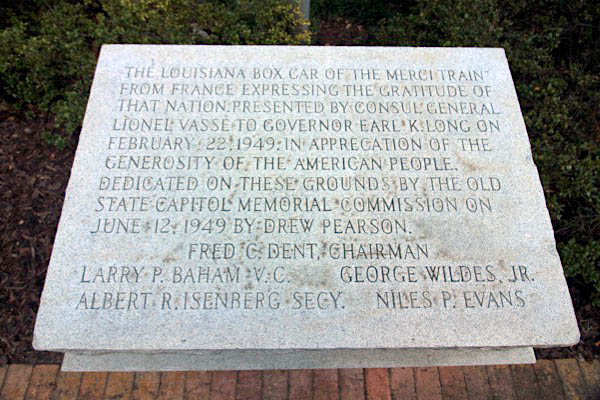 "THE LOUISIANA BOX CAR OF THE MERCI TRAIN"
FROM FRANCE EXPRESSING THE GRATITUDE OF
THAT NATION. PRESENTED BY CONSUL GENERAL
LIONEL VASSE TO GOVERNOR EARL K. LONG ON
FEBRUARY 22, 1949, IN APPRECATION OF THE
GENEROSITY OF THE AMERICAN PEOPLE.
DEDICATED ON THESE GROUNDS BY THE OLD
STATE CAPITOL MEMORIAL COMMISSION ON
JUNE 12, 1949 BY DREW PEARSON.
FRED C. DENT, CHAIRMAN
LARRY P. BAHAM V. C. GEORGE WILDES, JR.
ALBERT R. ISENBERG SECY. NILES P. EVANS